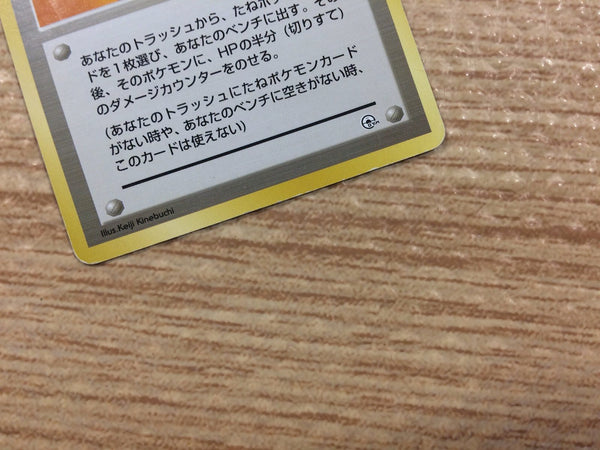 あなたのトラッシュから、たねポケ
ドを1枚選び、あなたのベンチに出す。その
後、そのポケモンに、HPの半分(切りすて)
のダメージカウンターをのせる。
(あなたのトラッシュにたねポケモンカード
がない時や、あなたのベンチに空きがない時、
このカードは使えない)
Illus.Keiji Kinebuchi